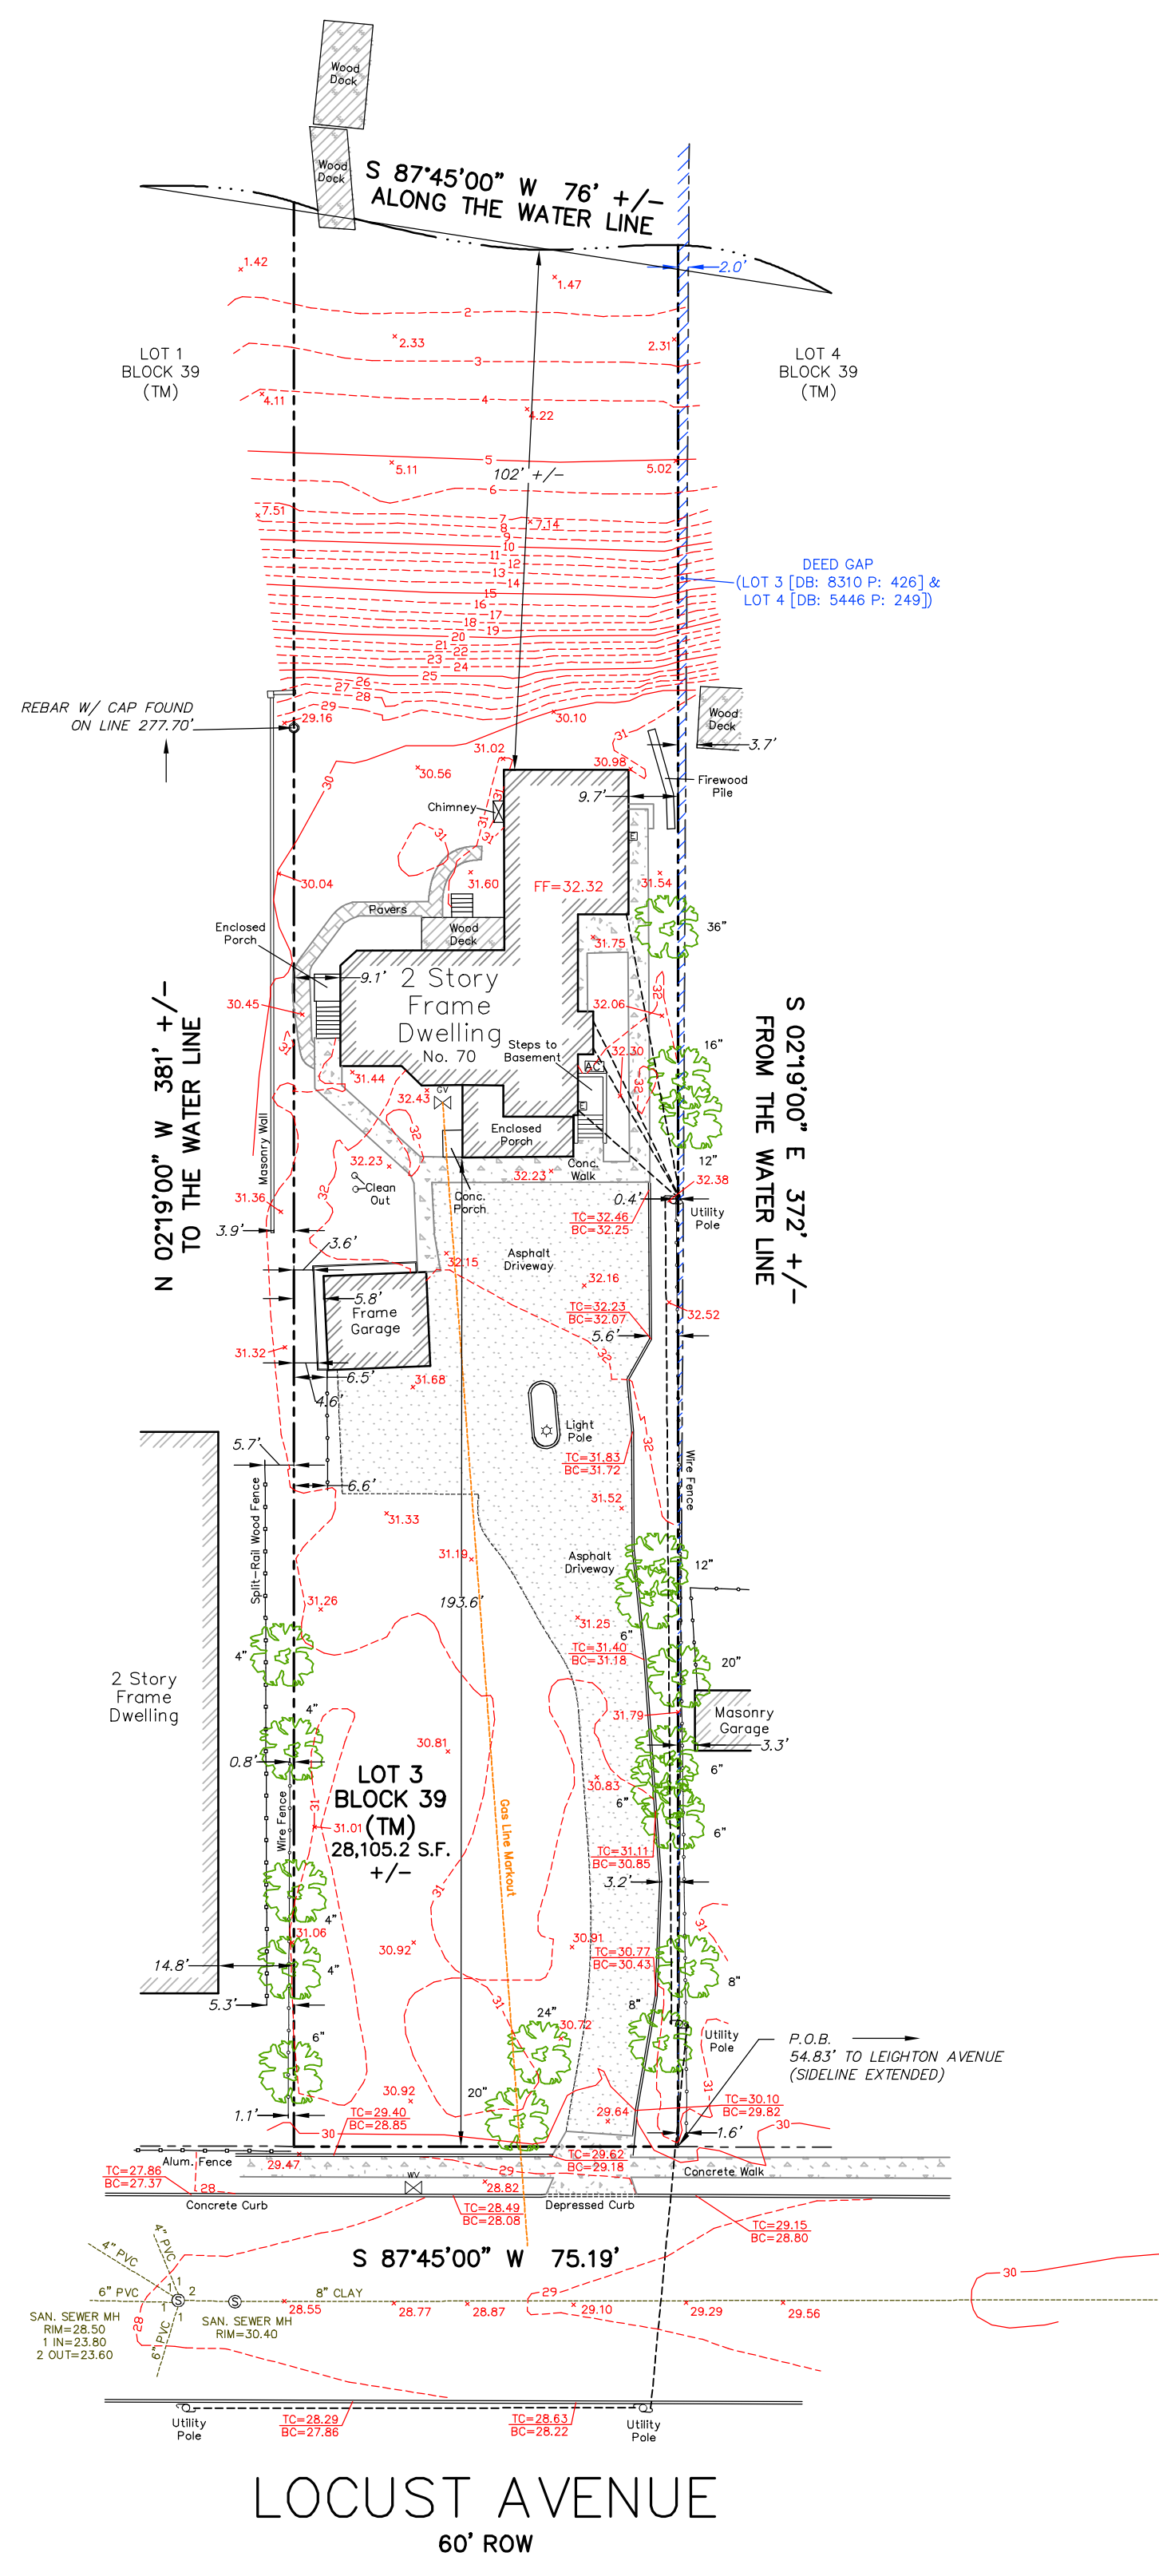 Wood
Dock
Wood
Dock
S 87°45'00" W 76' +/-
ALONG THE WATER LINE
2.0'
1.42
1.47
2
2.33
2.31
3
LOT 1
BLOCK 39
(TM)
LOT 4
BLOCK 39
(TM)
4.11
4
4.22
5
5.11
5.02
102' +/-
6
7.51
7
7.14
8
9
10
11
12
13
14
15
16
17
18
19
20
21
22
23
24
25
26
27
28
29
DEED GAP
(LOT 3 [DB: 8310 P: 426] &
LOT 4 [DB: 5446 P: 249])
REBAR W/ CAP FOUND
ON LINE 277.70'
29.16
30.10
Wood
Deck
3.7'
31
31.02
30.98
30.56
30
31
Firewood
Pile
9.7'
Chimney
31
31
31
E
31.60
FF=32.32
31.54
30.04
Pavers
Enclosed
Porch
Wood
Deck
36"
31.75
9.1'
2 Story
Frame
Dwelling
No. 70
32
32.06
30.45
31
Steps to
Basement
32.30
16"
AC
32
31.44
32.43
GV
E
Masonry Wall
32
Enclosed
Porch
12"
N 02°19'00" W 381' +/-
TO THE WATER LINE
S 02°19'00" E 372' +/-
FROM THE WATER LINE
32.23
Clean
Out
32
Conc.
Porch
32.23
Conc.
Walk
32.38
0.4'
Utility
Pole
31.36
TC=32.46
BC=32.25
3.9'
3.6'
32.15
Asphalt
Driveway
32.16
5.8'
Frame
Garage
TC=32.23
BC=32.07
32.52
5.6'
31.32
32
6.5'
4.6'
31.68
Light
Pole
32
5.7'
TC=31.83
BC=31.72
Wire Fence
6.6'
Split-Rail Wood Fence
31.52
31.33
31.19
Asphalt
Driveway
12"
193.6'
31.26
31.25
6"
4"
TC=31.40
BC=31.18
20"
2 Story
Frame
Dwelling
4"
31.79
Masonry
Garage
3.3'
30.81
0.8'
LOT 3
BLOCK 39
(TM)
28,105.2 S.F.
+/-
30.83
6"
6"
6"
31
31.01
Wire Fence
Gas Line Markout
TC=31.11
BC=30.85
3.2'
31
4"
31.06
31
30.92
30.91
TC=30.77
BC=30.43
14.8'
4"
8"
5.3'
31
24"
30.72
8"
6"
Utility
Pole
P.O.B.
54.83' TO LEIGHTON AVENUE
(SIDELINE EXTENDED)
31
1.1'
30.92
20"
TC=29.40
BC=28.85
29.64
TC=30.10
BC=29.82
30
30
1.6'
29.47
TC=29.62
BC=29.18
Alum. Fence
TC=27.86
BC=27.37
28
WV
29
28.82
Concrete Walk
Concrete Curb
TC=28.49
BC=28.08
Depressed Curb
TC=29.15
BC=28.80
S 87°45'00" W 75.19'
4" PVC
4" PVC
6" PVC
1
1
2
1
1
6" PVC
8" CLAY
S
S
SAN. SEWER MH
RIM=28.50
1 IN=23.80
2 OUT=23.60
SAN. SEWER MH
RIM=30.40
28
28.55
28.77
28.87
29
29.10
29.29
29.56
30
Utility
Pole
TC=28.29
BC=27.86
TC=28.63
BC=28.22
Utility
Pole
LOCUST AVENUE
60' ROW